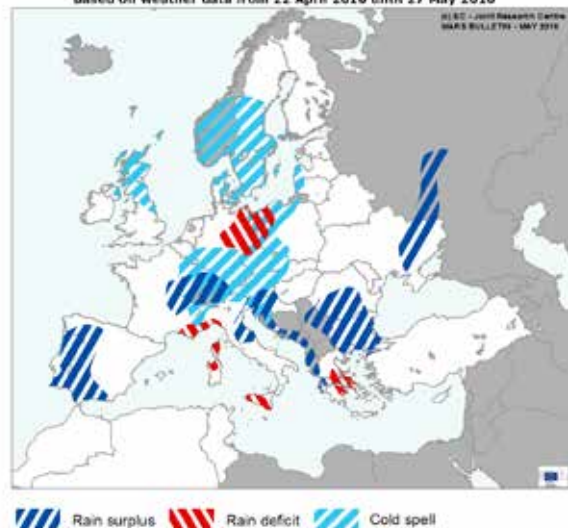 Based on weather data from 22 April 2016 until 27 May 2016
(c) EC - Joint Research Centre
MARS BULLETIN - MAY 2016
Rain surplus
Rain deficit
Cold spell